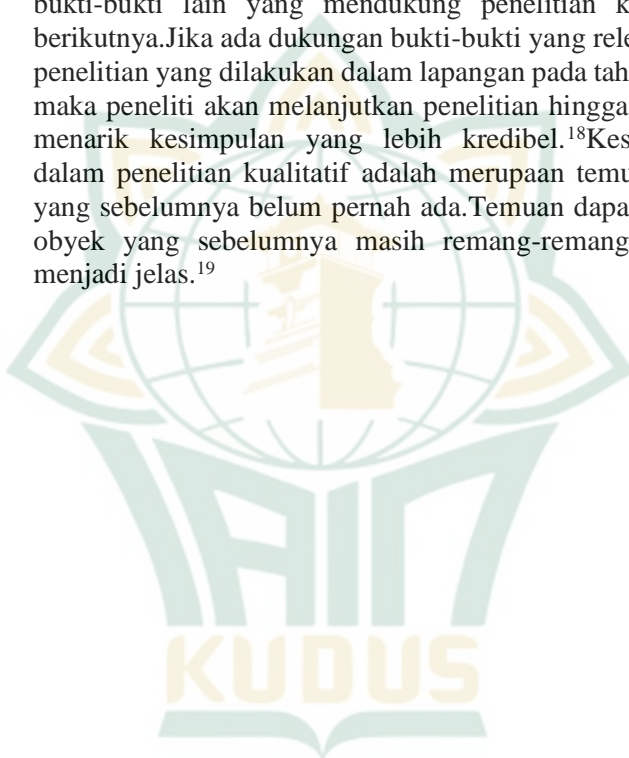 bukti-bukti lain yang mendukung penelitian k
berikutnya.Jika ada dukungan bukti-bukti yang rele
penelitian yang dilakukan dalam lapangan pada tah
maka peneliti akan melanjutkan penelitian hingga
menarik kesimpulan yang lebih kredibel.¹⁸Kes
dalam penelitian kualitatif adalah merupaan temu
yang sebelumnya belum pernah ada.Temuan dapa
obyek yang sebelumnya masih remang-remang
menjadi jelas.¹⁹
IAIN
KUDUS